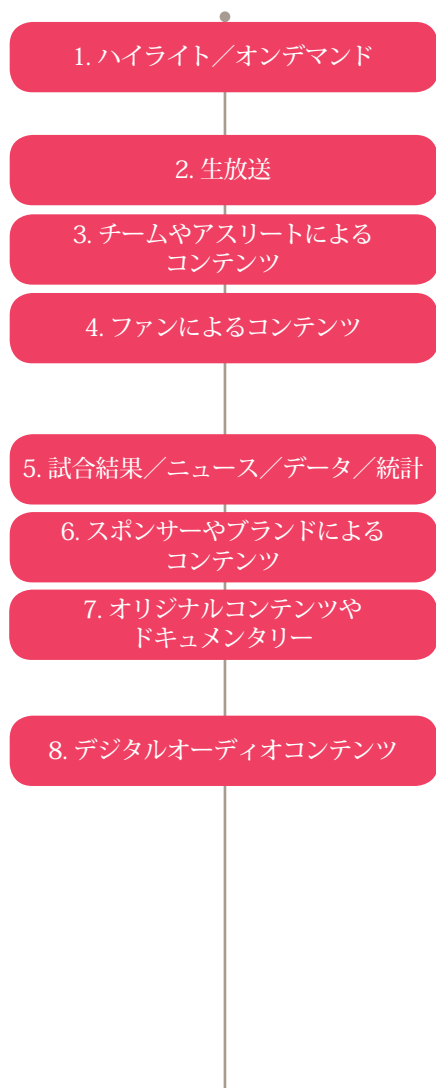 1. ハイライト／オンデマンド
2. 生放送
3. チームやアスリートによる
コンテンツ
4. ファンによるコンテンツ
5. 試合結果／ニュース／データ／統計
6. スポンサーやブランドによる
コンテンツ
7. オリジナルコンテンツや
ドキュメンタリー
8. デジタルオーディオコンテンツ